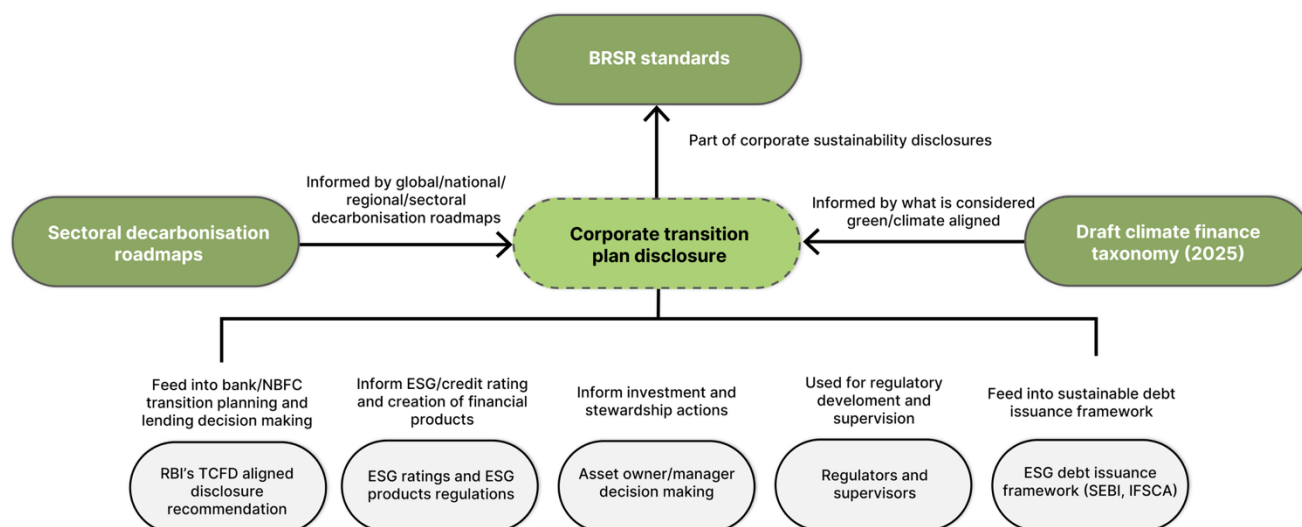 BRSR standards
Part of corporate sustainability disclosures
Informed by global/national/
regional/sectoral
decarbonisation roadmaps
Informed by what is considered
green/climate aligned
Sectoral decarbonisation
roadmaps
Corporate transition
plan disclosure
Draft climate finance
taxonomy (2025)
Feed into bank/NBFC
transition planning and
lending decision making
Inform ESG/credit rating
and creation of financial
products
Inform investment and
stewardship actions
Used for regulatory
develoment and
supervision
Feed into sustainable debt
issuance framework
RBI's TCFD aligned
disclosure
recommendation
ESG ratings and ESG
products regulations
Asset owner/manager
decision making
Regulators and
supervisors
ESG debt issuance
framework (SEBI, IFSCA)